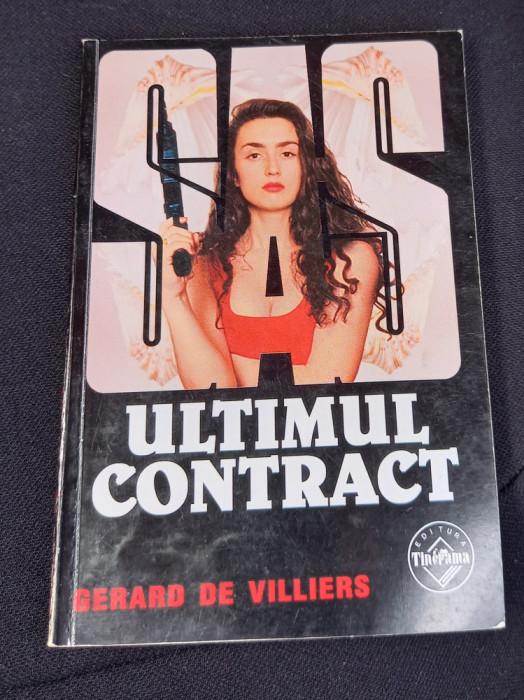 SAS
ULTIMUL
CONTRACT
EDITURA
Tinerama
GERARD DE VILLIERS